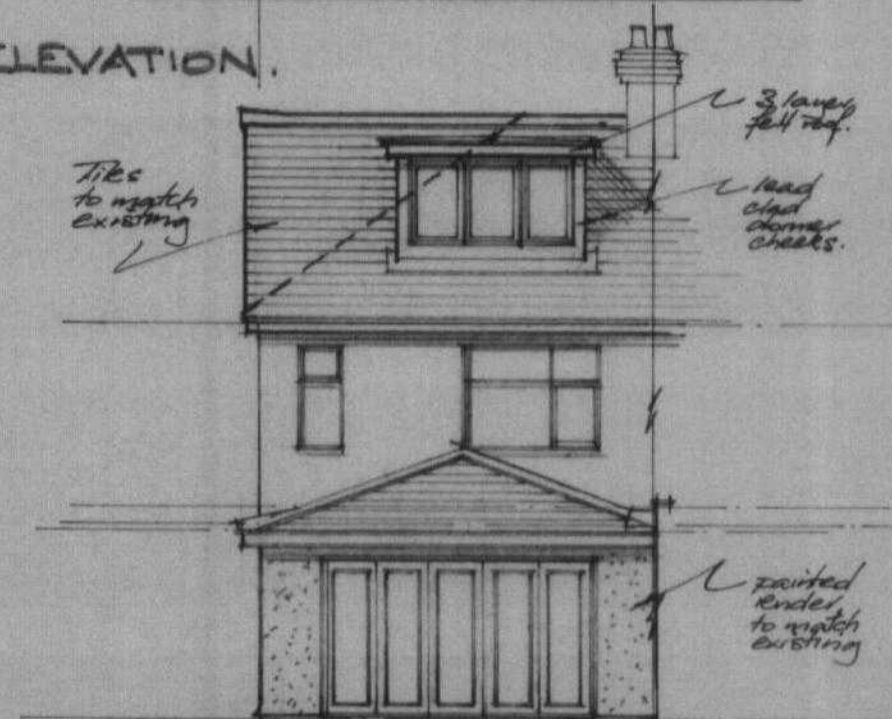 ELEVATION.
3 layer
felt roof.
Tiles
to match
existing
lead
clad
dormer
cheeks.
painted
render
to match
existing